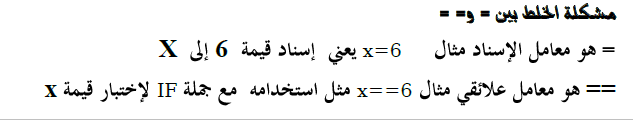 مشكلة الخلط بين = و= =
= هو معامل الإسناد مثال x=6 يعني إسناد قيمة 6 إلى X
== هو معامل علائقي مثال x==6 مثل استخدامه مع جملة IF لإختبار قيمة x